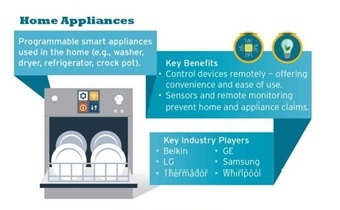 Home Appliances
Programmable smart appliances
used in the home (e.g., washer,
dryer, refrigerator, crock pot).
Key Benefits
• Control devices remotely – offering
convenience and ease of use.
• Sensors and remote monitoring
prevent home and appliance claims.
Key Industry Players
• Belkin
• GE
• LG
• Samsung
• Thermador
• Whirlpool